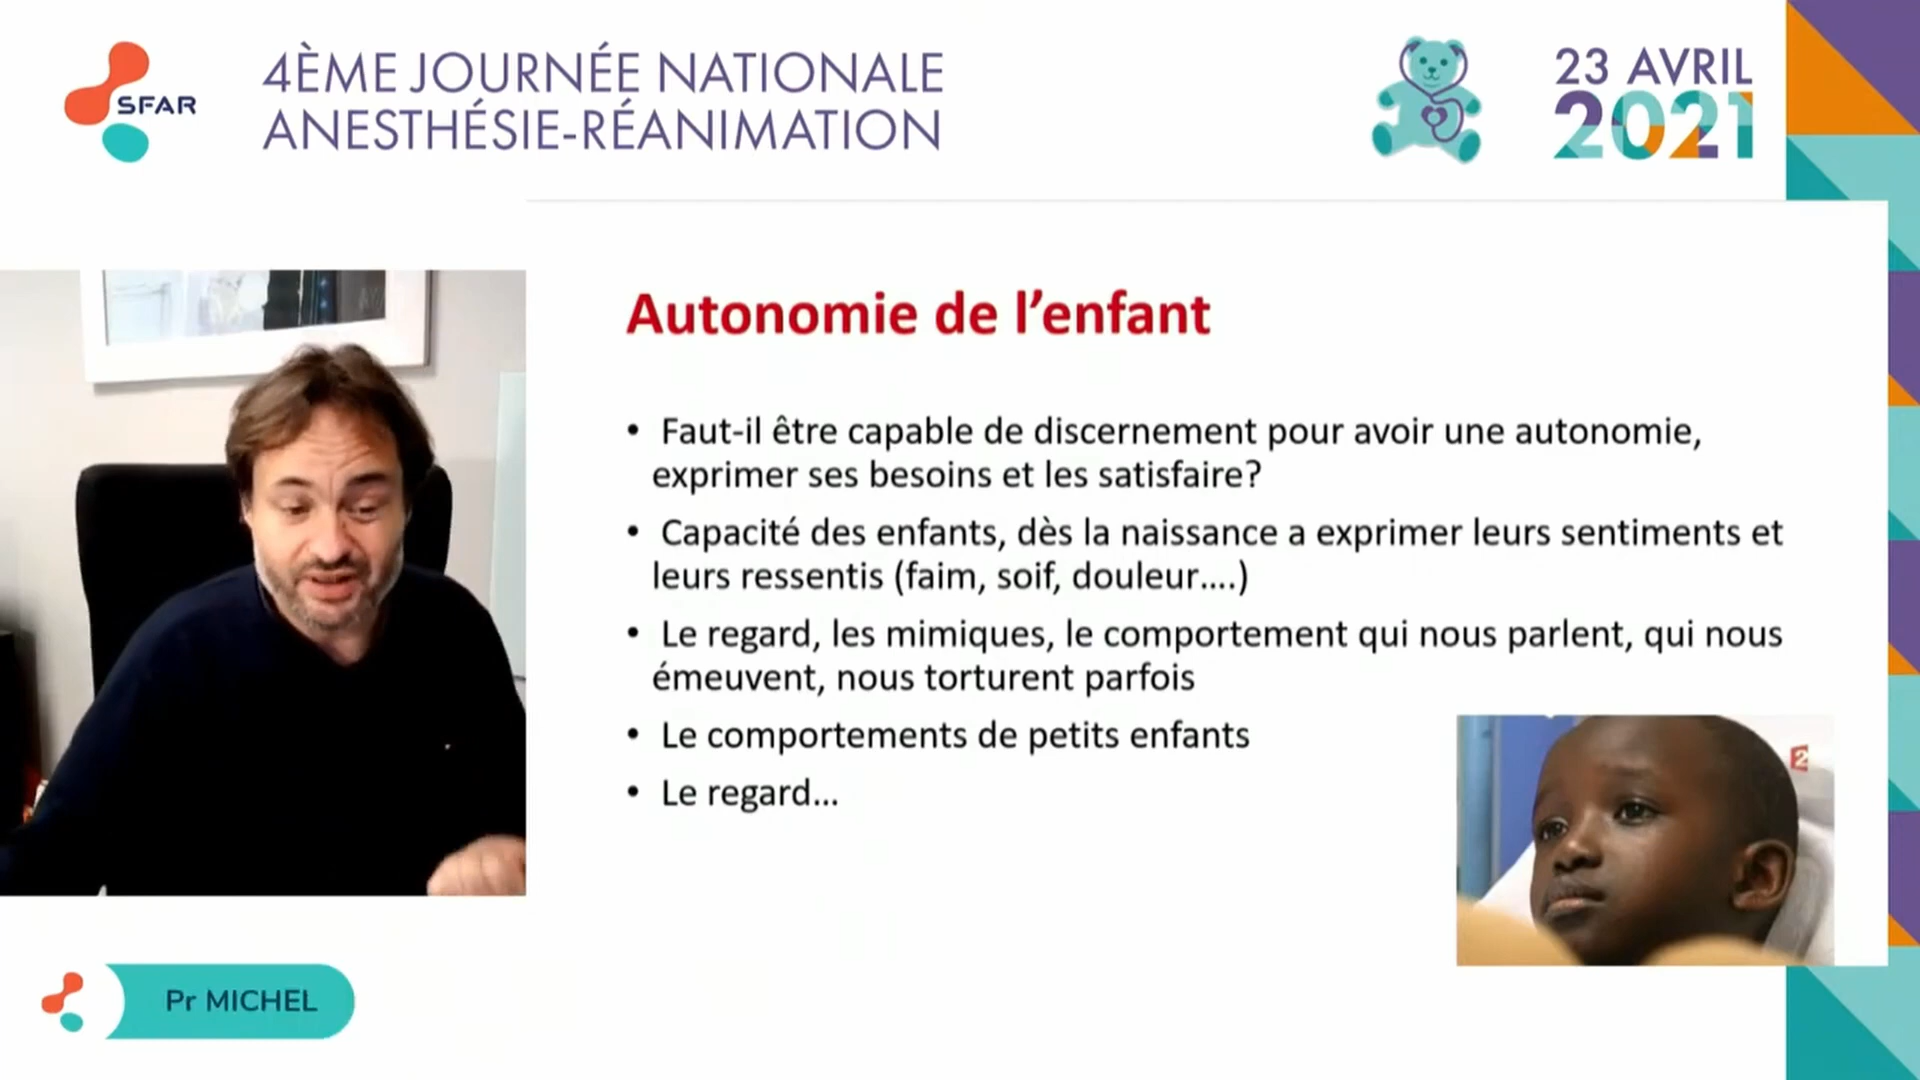 SFAR
4ÈME JOURNÉE NATIONALE
ANESTHÉSIE-RÉANIMATION
23 AVRIL
2021
Autonomie de l’enfant
• Faut-il être capable de discernement pour avoir une autonomie,
exprimer ses besoins et les satisfaire?
• Capacité des enfants, dès la naissance a exprimer leurs sentiments et
leurs ressentis (faim, soif, douleur....)
• Le regard, les mimiques, le comportement qui nous parlent, qui nous
émeuvent, nous torturent parfois
• Le comportements de petits enfants
• Le regard...
2
Pr MICHEL